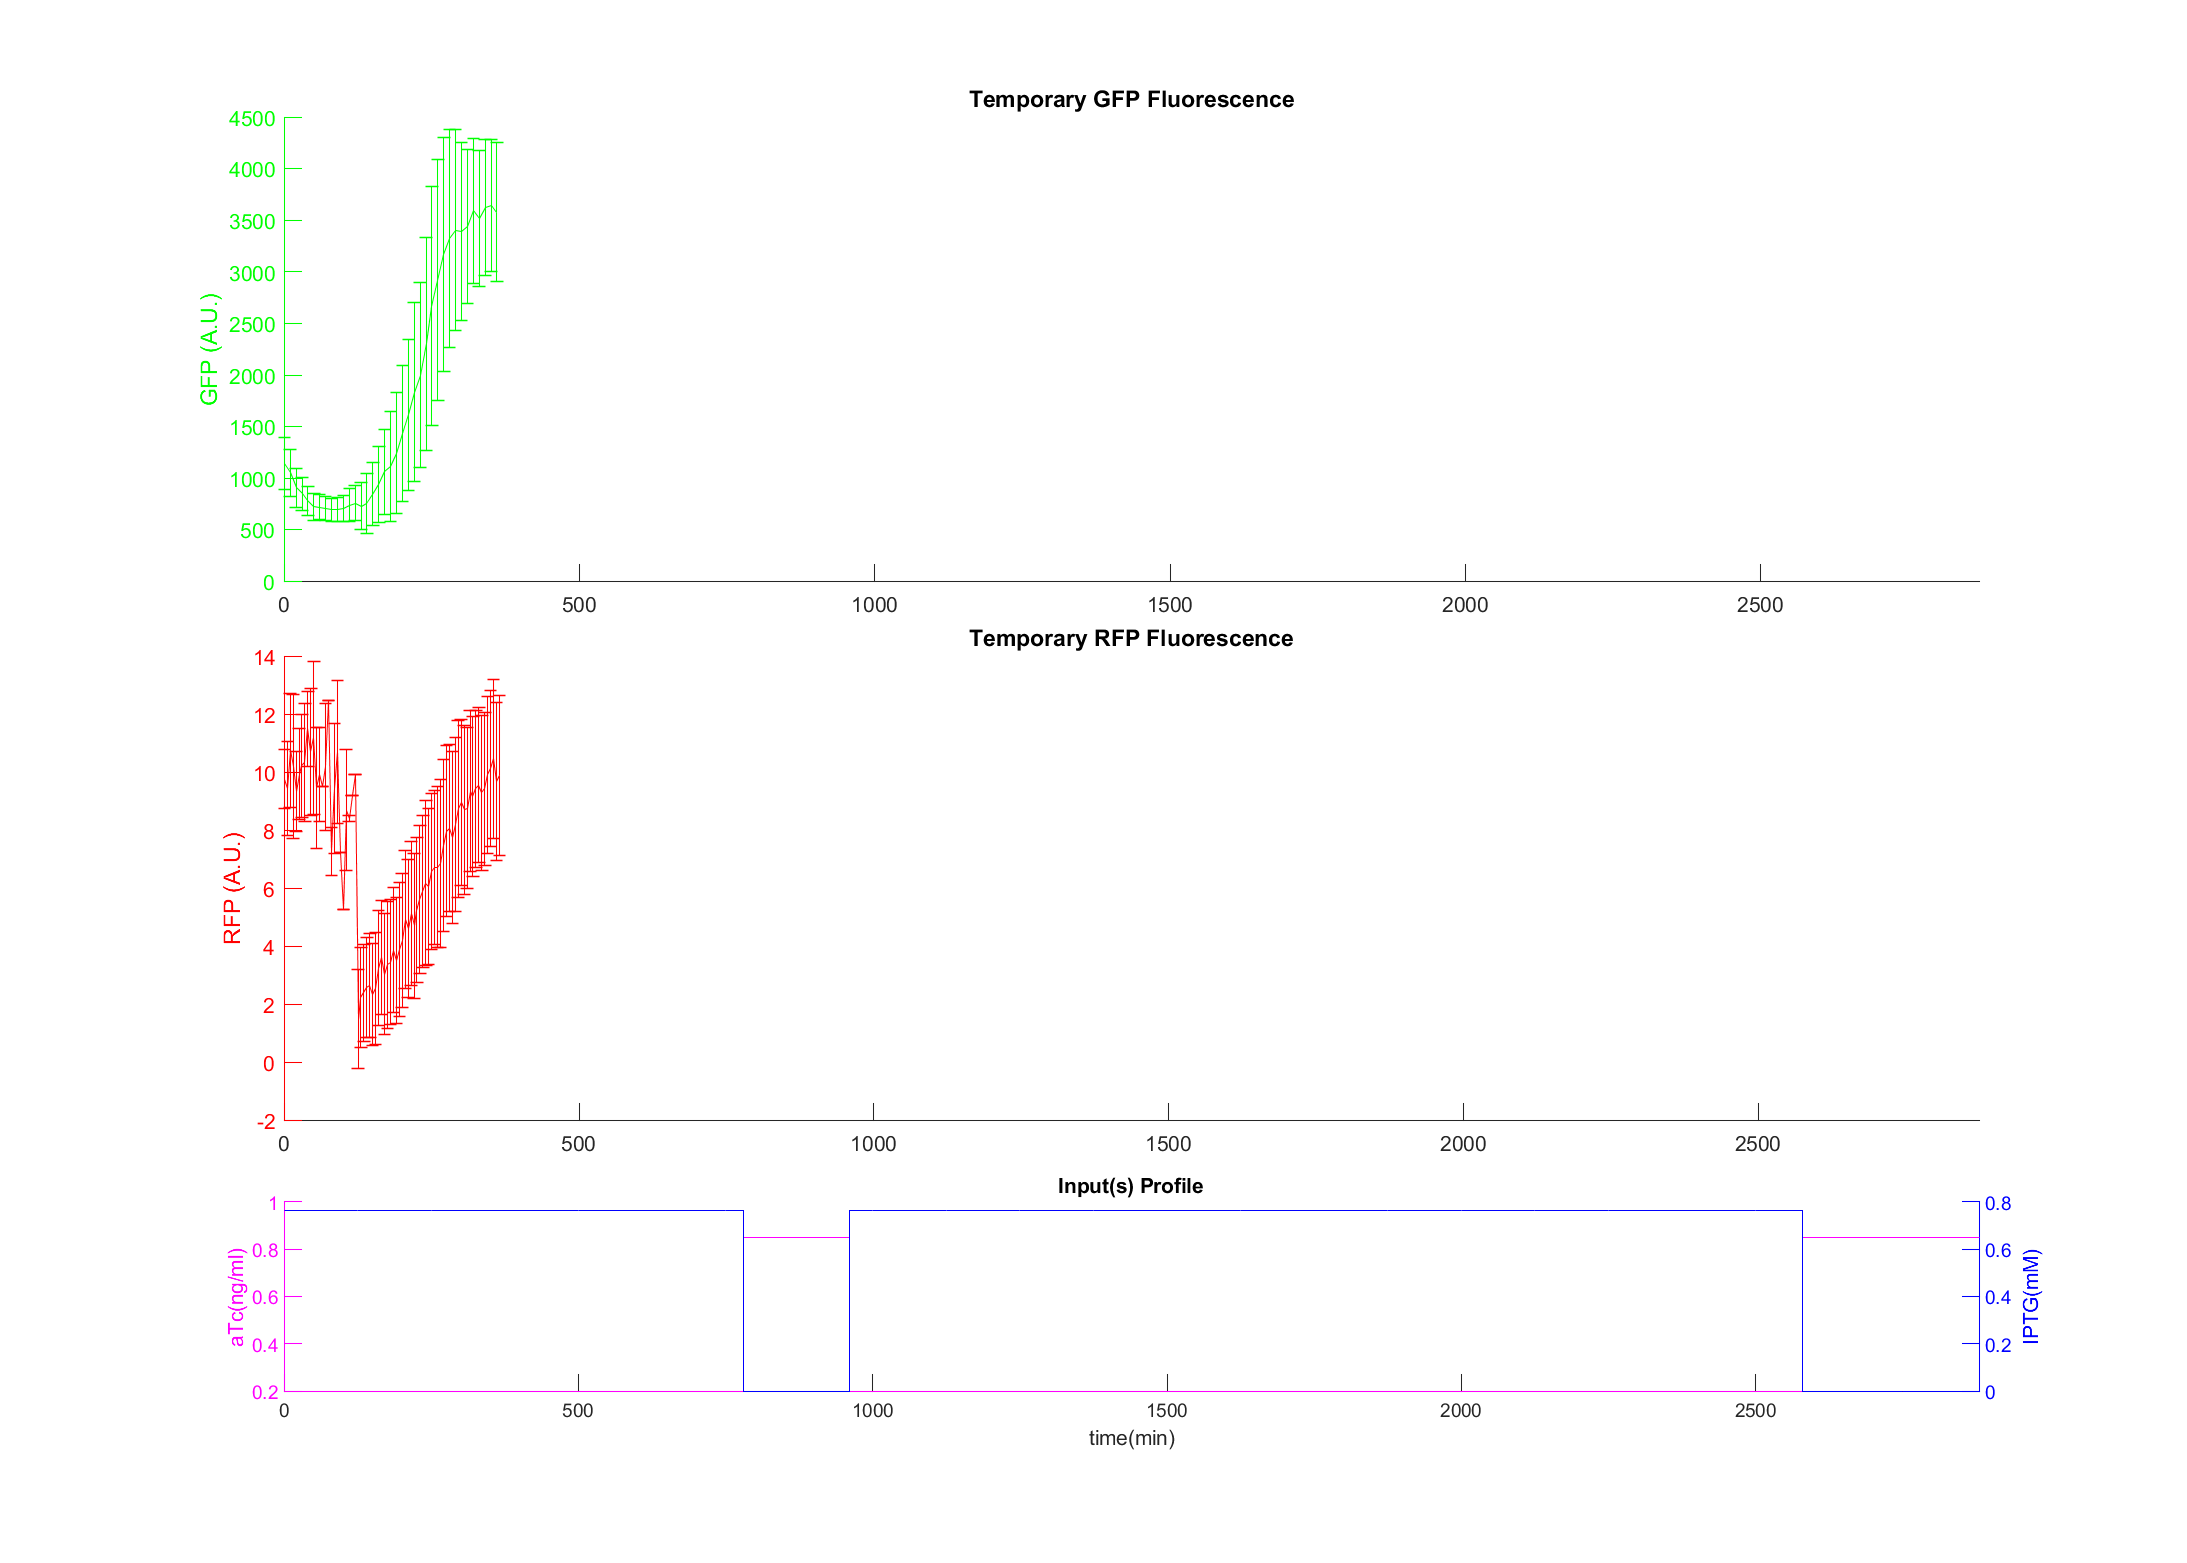 Temporary GFP Fluorescence
4500
4000
3500
3000
2500
2000
1500
1000
500
0
GFP (A.U.)
0 500 1000 1500 2000 2500
Temporary RFP Fluorescence
14
12
10
8
6
4
2
0
-2
RFP (A.U.)
0 500 1000 1500 2000 2500
Input(s) Profile
1
0.8
0.6
0.4
0.2
aTc(ng/ml)
0.8
0.6
0.4
0.2
0
IPTG(mM)
0 500 1000 1500 2000 2500
time(min)